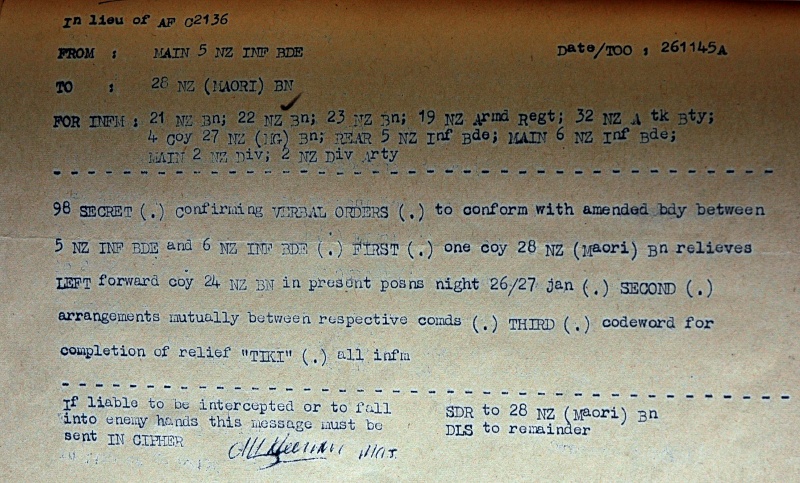 In lieu of AF C2136
FROM : MAIN 5 NZ INF BDE Date/TOO : 261145A
TO : 28 NZ (MAORI) BN
FOR INFM : 21 NZ Bn; 22 NZ Bn; 23 NZ Bn; 19 NZ Armd Regt; 32 NZ A tk Bty;
4 Coy 27 NZ (MG) Bn; REAR 5 NZ Inf Bde; MAIN 6 NZ Inf Bde;
MAIN 2 NZ Div; 2 NZ Div Arty
98 SECRET (.) confirming VERBAL ORDERS (.) to conform with amended bdy between
5 NZ INF BDE and 6 NZ INF BDE (.) FIRST (.) one coy 28 NZ (Maori) Bn relieves
LEFT forward coy 24 NZ BN in present posns night 26/27 jan (.) SECOND (.)
arrangements mutually between respective comds (.) THIRD (.) codeword for
completion of relief "TIKI" (.) all infm
If liable to be intercepted or to fall
into enemy hands this message must be
sent IN CIPHER
Maj.
SDR to 28 NZ (Maori) Bn
DLS to remainder